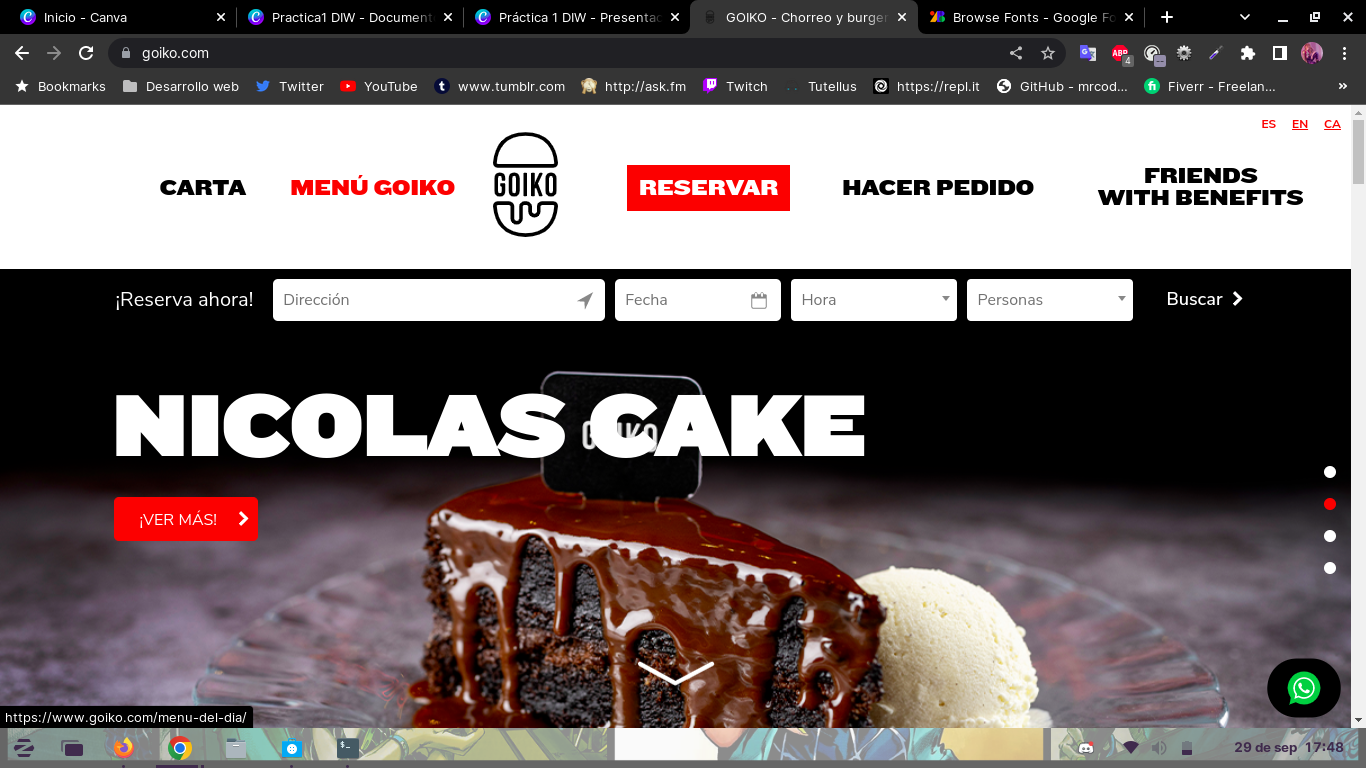 Inicio - Canva
Practica1 DIW - Document
Práctica 1 DIW - Presentac
GOIKO - Chorreo y burger
Browse Fonts - Google Fo
goiko.com
4
Bookmarks
Desarrollo web
Twitter
YouTube
www.tumblr.com
http://ask.fm
Twitch
Tutellus
https://repl.it
GitHub - mrcod...
Fiverr - Freelan...
»
ES EN CA
CARTA
MENÚ GOIKO
GOIKO
RESERVAR
HACER PEDIDO
FRIENDS
WITH BENEFITS
¡Reserva ahora!
Dirección
Fecha
Hora
Personas
Buscar
NICOLAS CAKE
GOIKO
¡VER MÁS!
https://www.goiko.com/menu-del-dia/
29 de sep 17:48